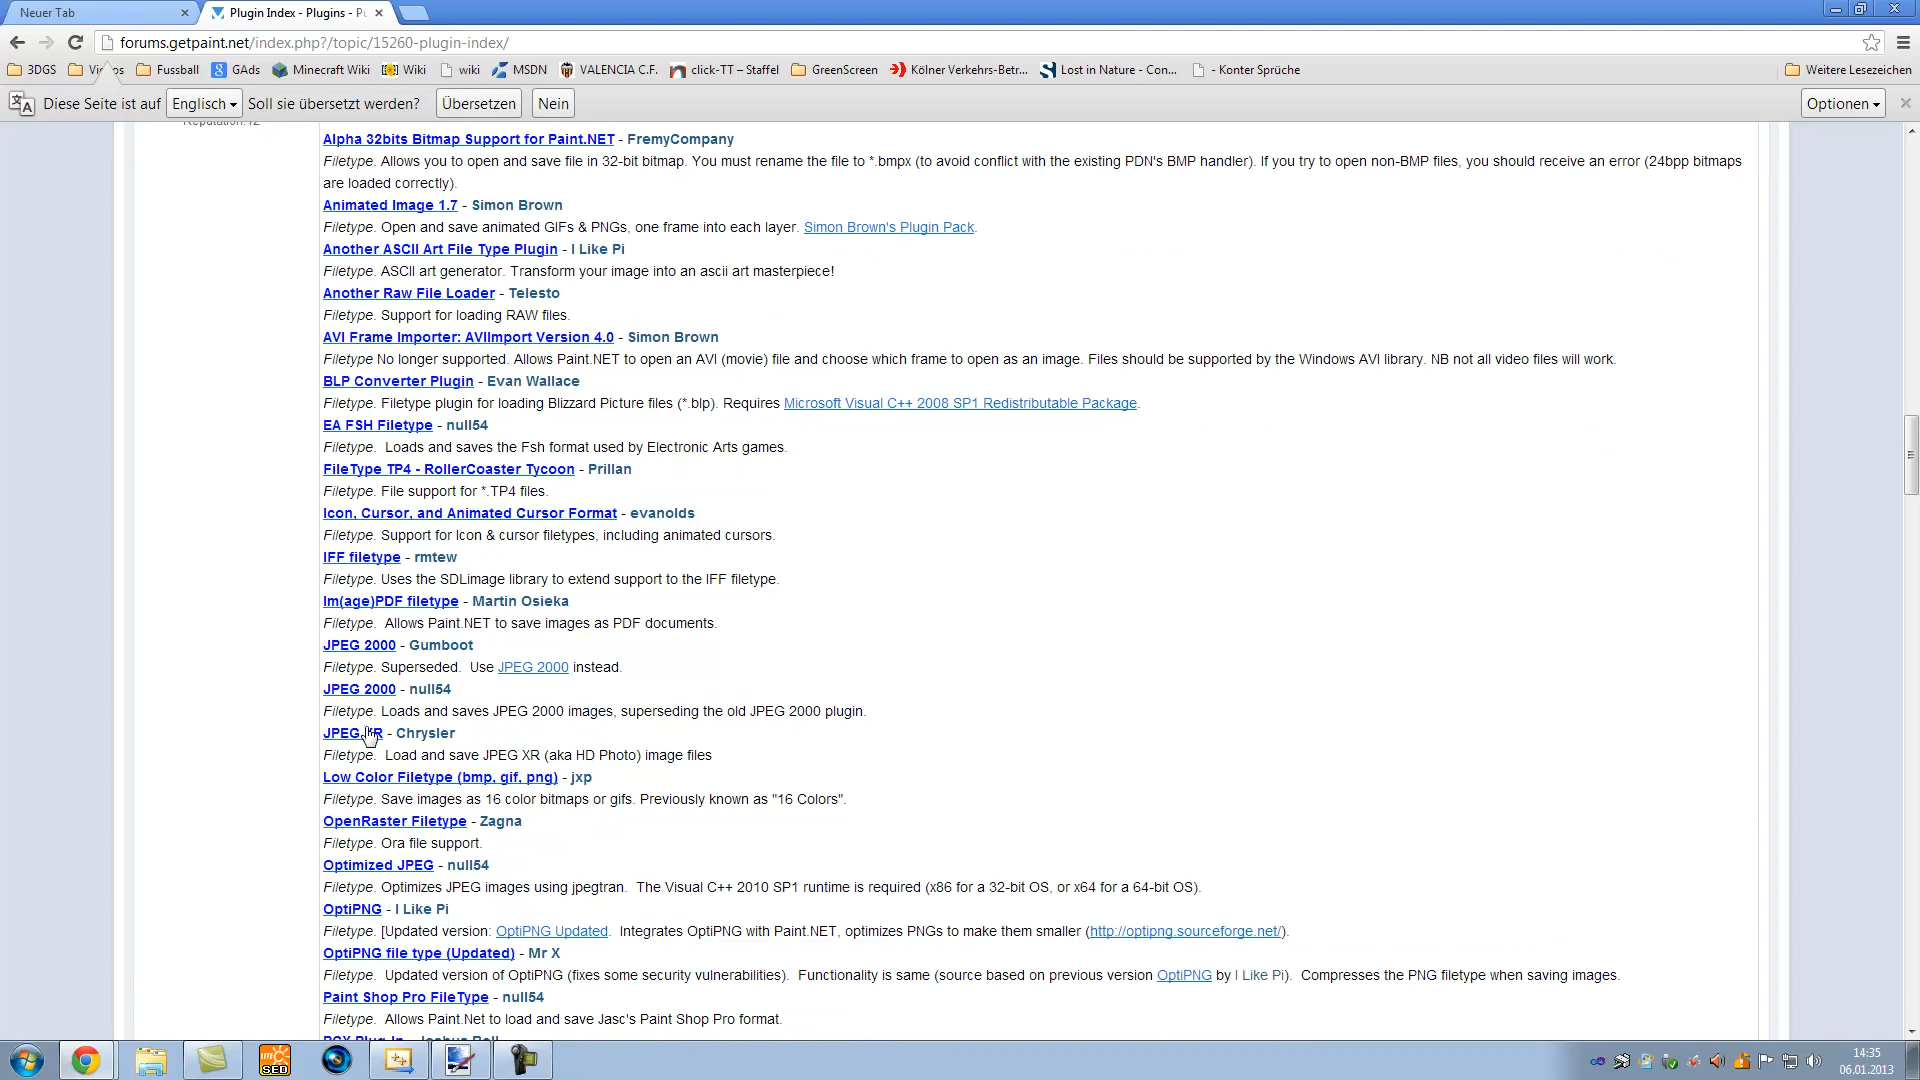 Neuer Tab
Plugin Index - Plugins - P
forums.getpaint.net/index.php?/topic/15260-plugin-index/
3DGS
Fussball
GAds
Minecraft Wiki
Wiki
wiki
MSDN
VALENCIA C.F.
click-TT – Staffel
GreenScreen
Kölner Verkehrs-Betr...
Lost in Nature - Con...
- Konter Sprüche
Weitere Lesezeichen
Diese Seite ist auf Englisch Soll sie übersetzt werden? Übersetzen Nein Optionen
Alpha 32bits Bitmap Support for Paint.NET - FremyCompany
Filetype. Allows you to open and save file in 32-bit bitmap. You must rename the file to *.bmpx (to avoid conflict with the existing PDN's BMP handler). If you try to open non-BMP files, you should receive an error (24bpp bitmaps
are loaded correctly).
Animated Image 1.7 - Simon Brown
Filetype. Open and save animated GIFs & PNGs, one frame into each layer. Simon Brown's Plugin Pack.
Another ASCII Art File Type Plugin - I Like Pi
Filetype. ASCII art generator. Transform your image into an ascii art masterpiece!
Another Raw File Loader - Telesto
Filetype. Support for loading RAW files.
AVI Frame Importer: AVIImport Version 4.0 - Simon Brown
Filetype No longer supported. Allows Paint.NET to open an AVI (movie) file and choose which frame to open as an image. Files should be supported by the Windows AVI library. NB not all video files will work.
BLP Converter Plugin - Evan Wallace
Filetype. Filetype plugin for loading Blizzard Picture files (*.blp). Requires Microsoft Visual C++ 2008 SP1 Redistributable Package.
EA FSH Filetype - null54
Filetype. Loads and saves the Fsh format used by Electronic Arts games.
FileType TP4 - RollerCoaster Tycoon - Prillan
Filetype. File support for *.TP4 files.
Icon, Cursor, and Animated Cursor Format - evanolds
Filetype. Support for Icon & cursor filetypes, including animated cursors.
IFF filetype - rmtew
Filetype. Uses the SDLimage library to extend support to the IFF filetype.
Im(age)PDF filetype - Martin Osieka
Filetype. Allows Paint.NET to save images as PDF documents.
JPEG 2000 - Gumboot
Filetype. Superseded. Use JPEG 2000 instead.
JPEG 2000 - null54
Filetype. Loads and saves JPEG 2000 images, superseding the old JPEG 2000 plugin.
JPEG XR - Chrysler
Filetype. Load and save JPEG XR (aka HD Photo) image files
Low Color Filetype (bmp, gif, png) - jxp
Filetype. Save images as 16 color bitmaps or gifs. Previously known as "16 Colors".
OpenRaster Filetype - Zagna
Filetype. Ora file support.
Optimized JPEG - null54
Filetype. Optimizes JPEG images using jpegtran. The Visual C++ 2010 SP1 runtime is required (x86 for a 32-bit OS, or x64 for a 64-bit OS).
OptiPNG - I Like Pi
Filetype. [Updated version: OptiPNG Updated. Integrates OptiPNG with Paint.NET, optimizes PNGs to make them smaller (http://optipng.sourceforge.net/).
OptiPNG file type (Updated) - Mr X
Filetype. Updated version of OptiPNG (fixes some security vulnerabilities). Functionality is same (source based on previous version OptiPNG by I Like Pi). Compresses the PNG filetype when saving images.
Paint Shop Pro FileType - null54
Filetype. Allows Paint.Net to load and save Jasc's Paint Shop Pro format.
LITE-C
SED
14:35
06.01.2013